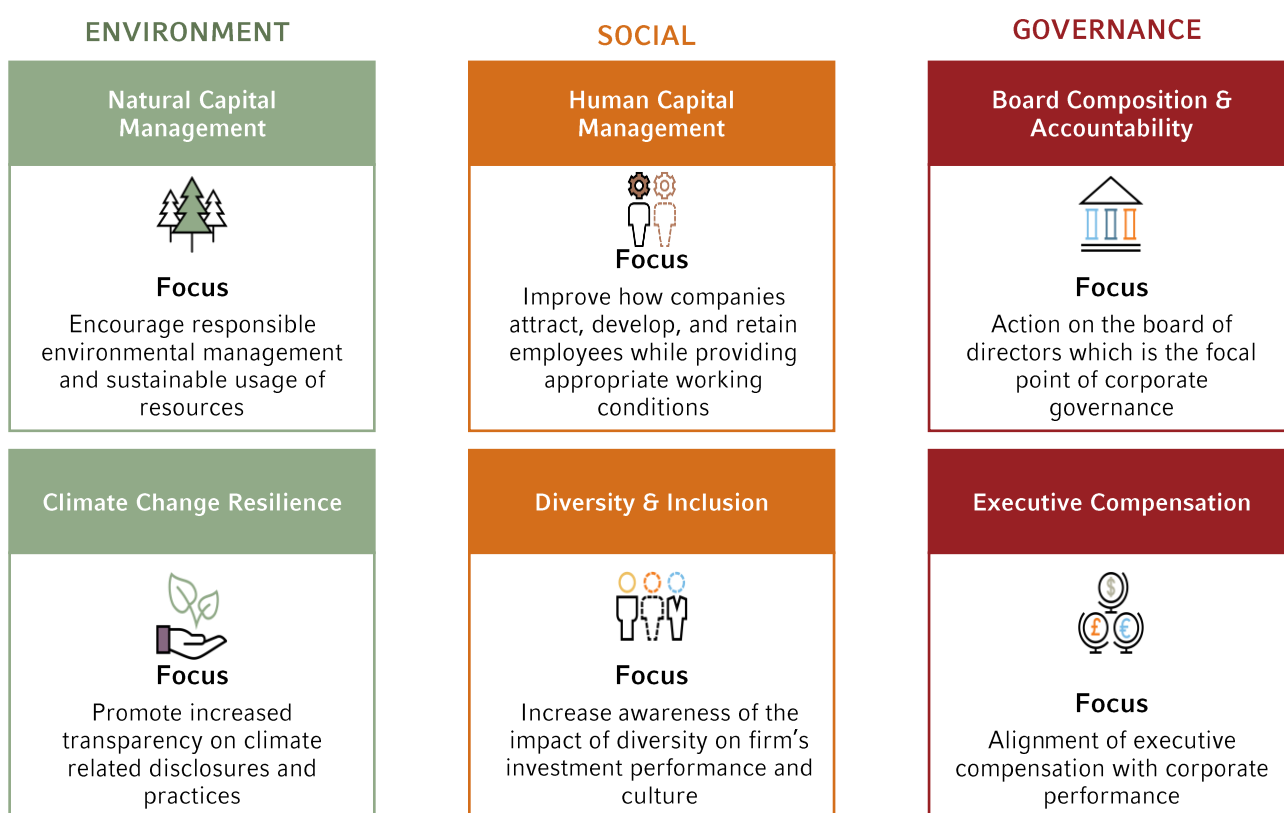 ENVIRONMENT
Natural Capital
Management
Focus
Encourage responsible
environmental management
and sustainable usage of
resources
Climate Change Resilience
Focus
Promote increased
transparency on climate
related disclosures and
practices
SOCIAL
Human Capital
Management
Focus
Improve how companies
attract, develop, and retain
employees while providing
appropriate working
conditions
Diversity & Inclusion
Focus
Increase awareness of the
impact of diversity on firm's
investment performance and
culture
GOVERNANCE
Board Composition &
Accountability
Focus
Action on the board of
directors which is the focal
point of corporate
governance
Executive Compensation
$
£
€
Focus
Alignment of executive
compensation with corporate
performance